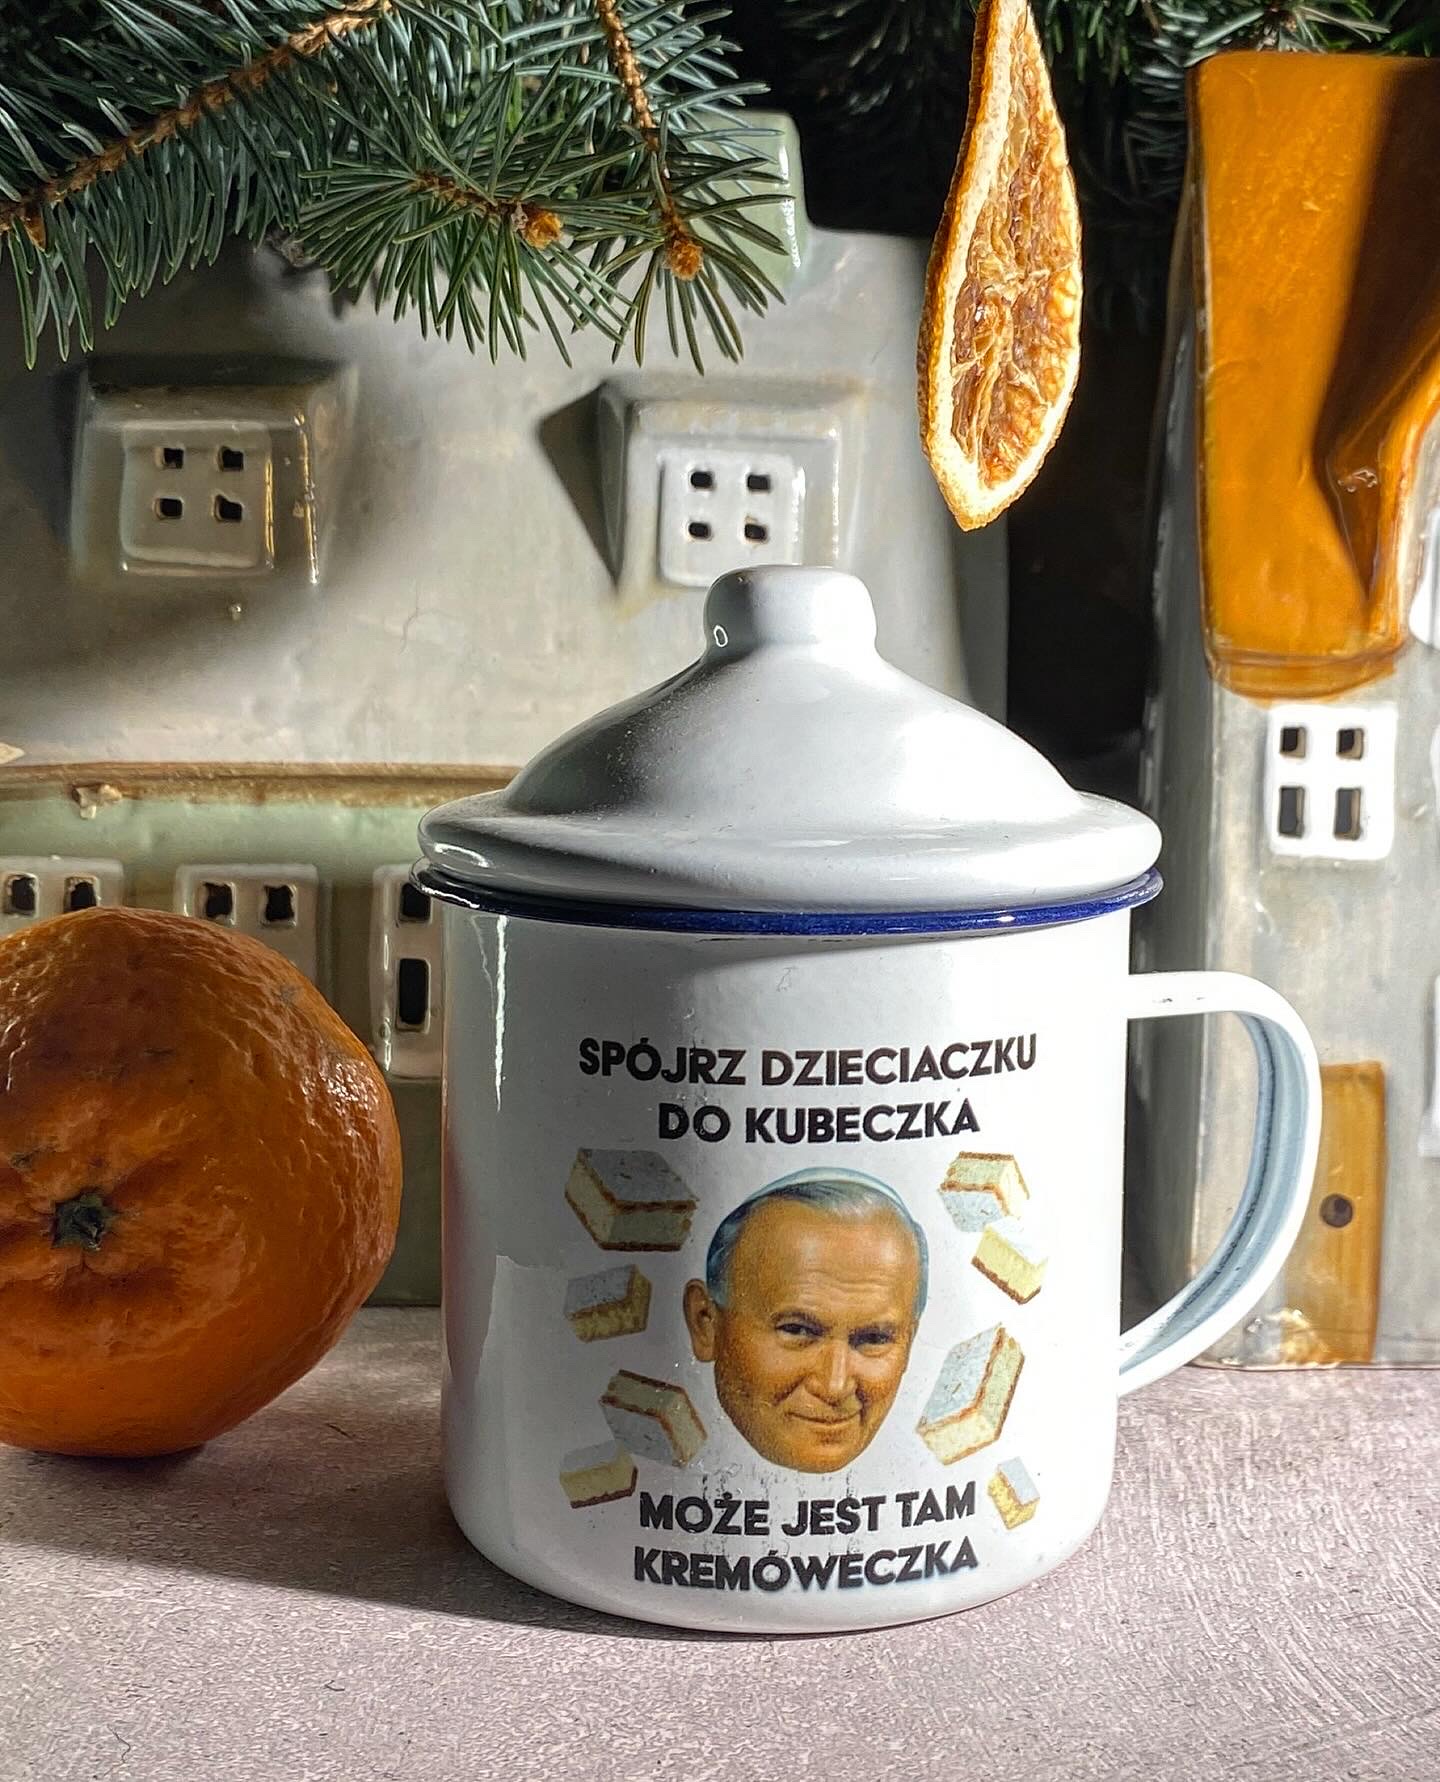 SPÓJRZ DZIECIACZKU
DO KUBECZKA
MOŻE JEST TAM
KREMÓWECZKA